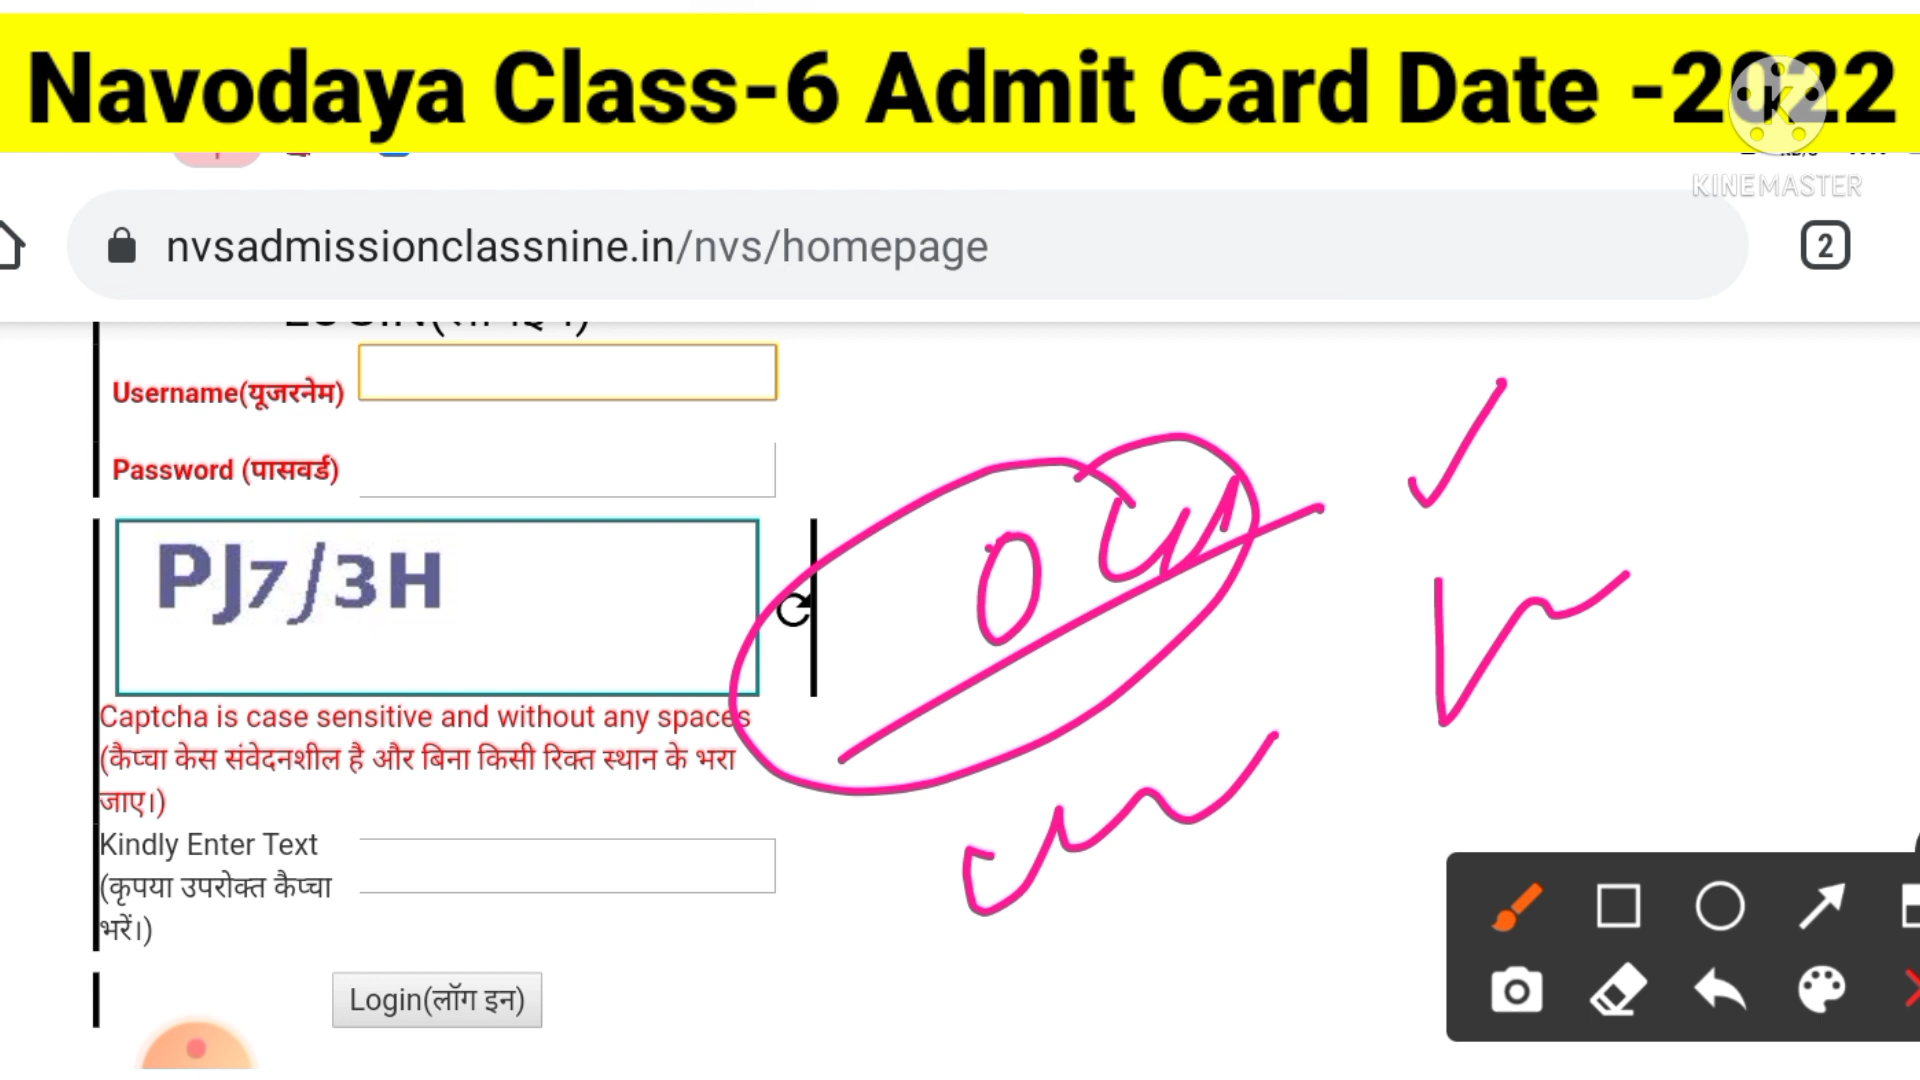 Navodaya Class-6 Admit Card Date -2022
KINEMASTER
nvsadmissionclassnine.in/nvs/homepage
2
Username(यूजरनेम)
Password (पासवर्ड)
PJ7/3H
Captcha is case sensitive and without any spaces
(कैप्चा केस संवेदनशील है और बिना किसी रिक्त स्थान के भरा
जाए।)
Kindly Enter Text
(कृपया उपरोक्त कैप्चा
भरें।)
Login(लॉग इन)